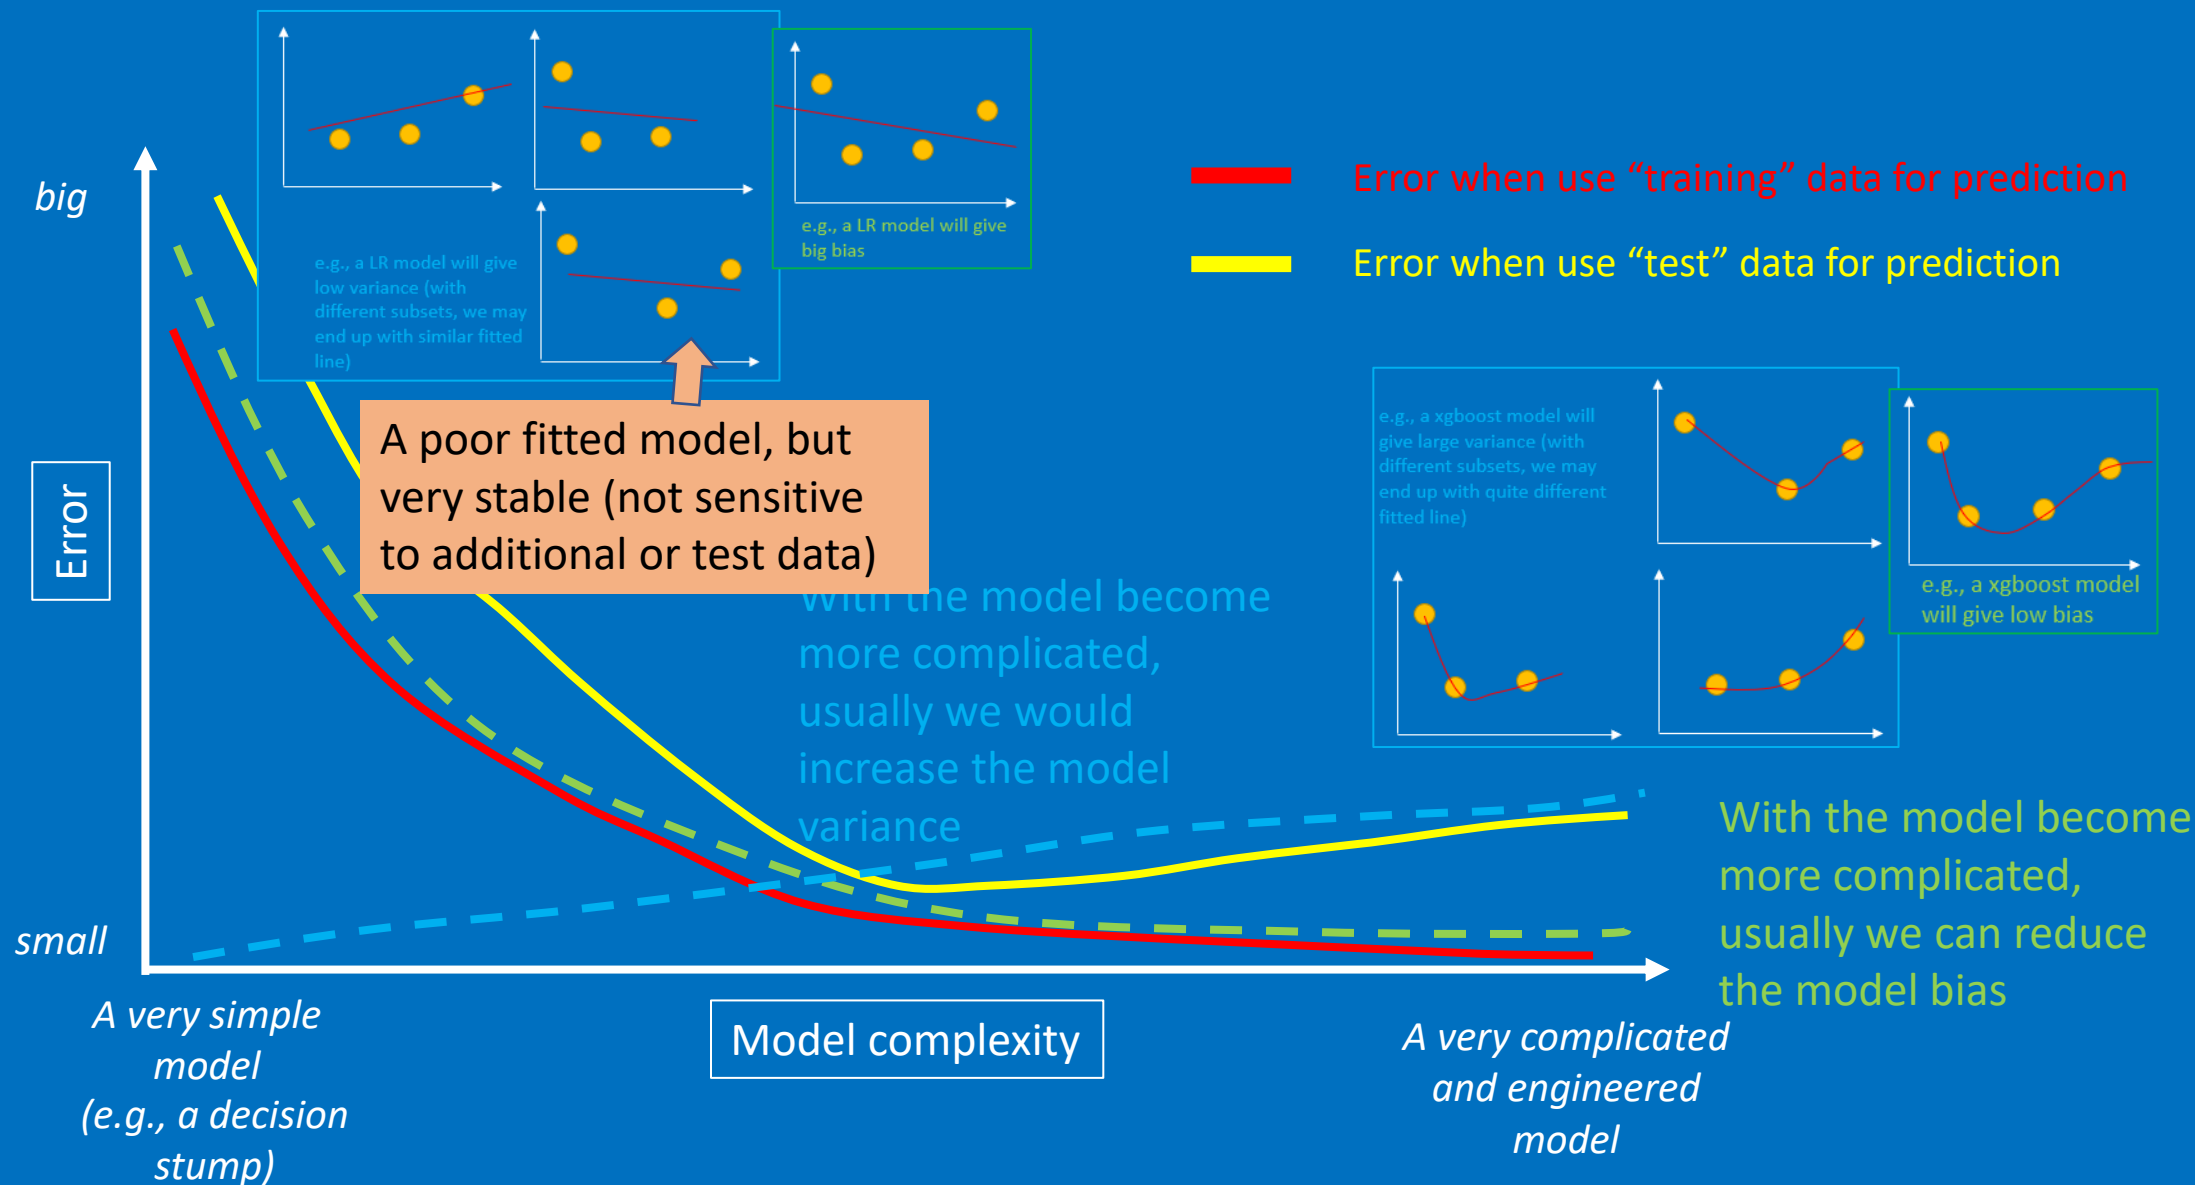 big
Error
small
e.g., a LR model will give
low variance (with
different subsets, we may
end up with similar fitted
line)
e.g., a LR model will give
big bias
Error when use “training” data for prediction
Error when use “test” data for prediction
A poor fitted model, but
very stable (not sensitive
to additional or test data)
With the model become
more complicated,
usually we would
increase the model
variance
e.g., a xgboost model will
give large variance (with
different subsets, we may
end up with quite different
fitted line)
e.g., a xgboost model
will give low bias
With the model become
more complicated,
usually we can reduce
the model bias
A very simple
model
(e.g., a decision
stump)
Model complexity
A very complicated
and engineered
model